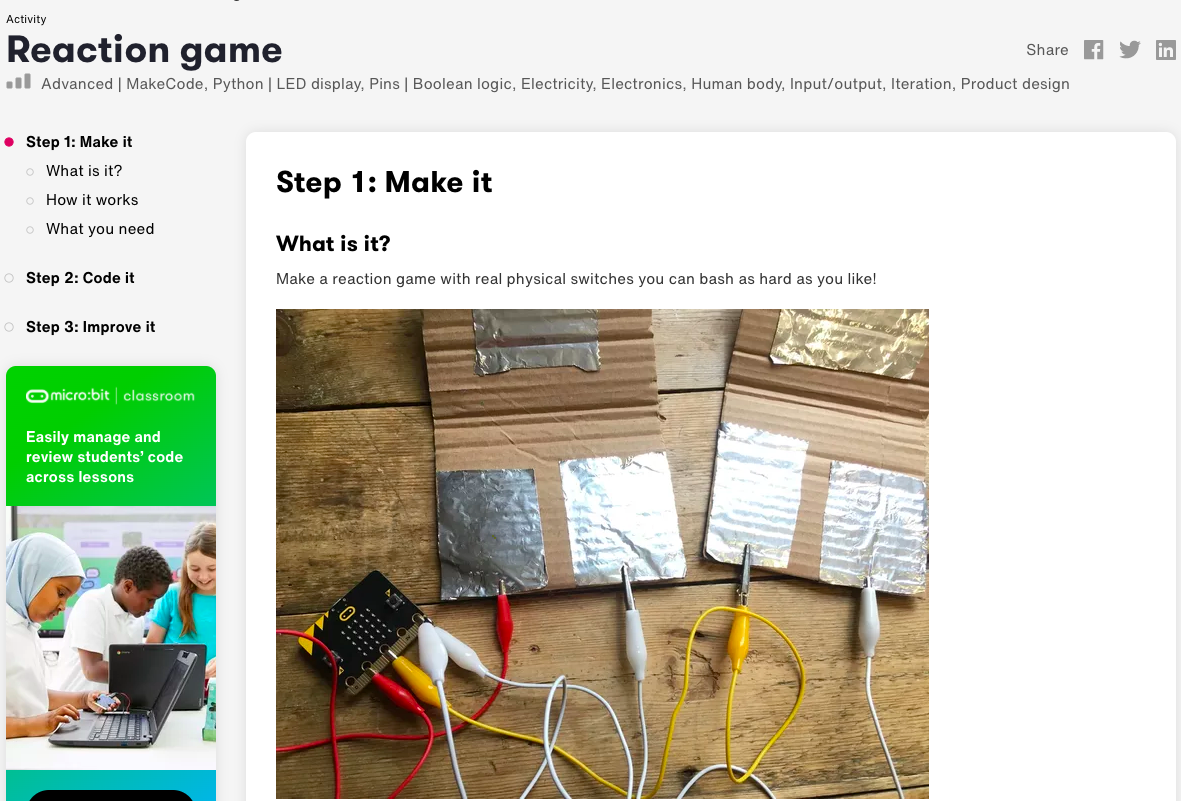 Activity
Reaction game
Share
Advanced | MakeCode, Python | LED display, Pins | Boolean logic, Electricity, Electronics, Human body, Input/output, Iteration, Product design
Step 1: Make it
What is it?
How it works
What you need
Step 2: Code it
Step 3: Improve it
micro:bit | classroom
Easily manage and
review students’ code
across lessons
Step 1: Make it
What is it?
Make a reaction game with real physical switches you can bash as hard as you like!